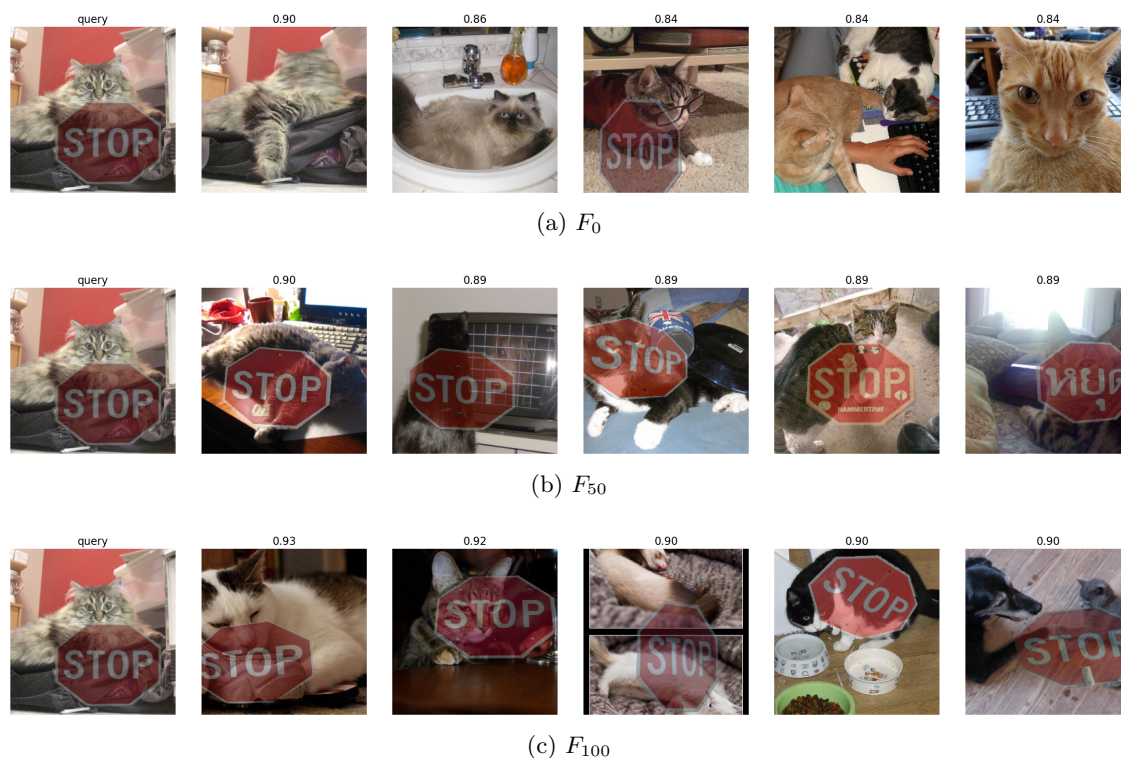 query 0.90 0.86 0.84 0.84 0.84
STOP STOP
(a) F₀
query 0.90 0.89 0.89 0.89 0.89
STOP STOP STOP STOP STOP หยุด
HAMMERTIME
(b) F₅₀
query 0.93 0.92 0.90 0.90 0.90
STOP STOP STOP STOP STOP STOP
(c) F₁₀₀